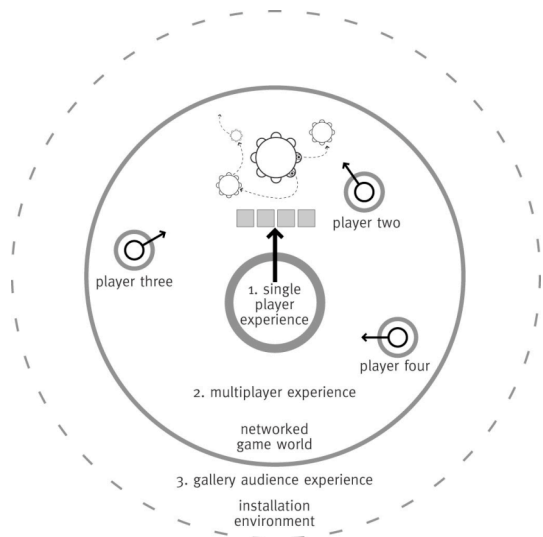 player two
player three
1. single
player
experience
player four
2. multiplayer experience
networked
game world
3. gallery audience experience
installation
environment